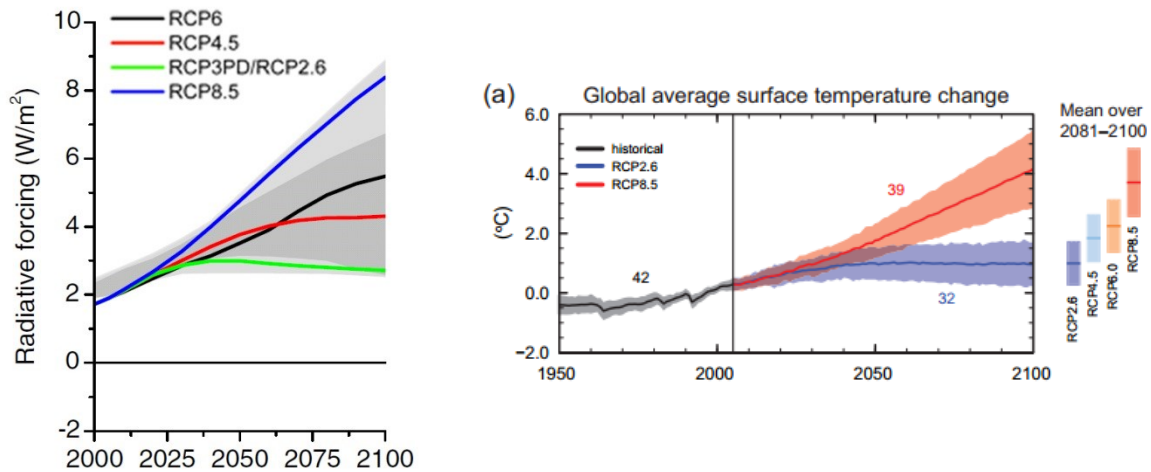 10
8
6
4
2
0
-2
Radiative forcing (W/m²)
RCP6
RCP4.5
RCP3PD/RCP2.6
RCP8.5
2000 2025 2050 2075 2100
(a) Global average surface temperature change
6.0
4.0
2.0
0.0
−2.0
(°C)
historical
RCP2.6
RCP8.5
42
39
32
1950 2000 2050 2100
Mean over
2081–2100
RCP2.6
RCP4.5
RCP6.0
RCP8.5